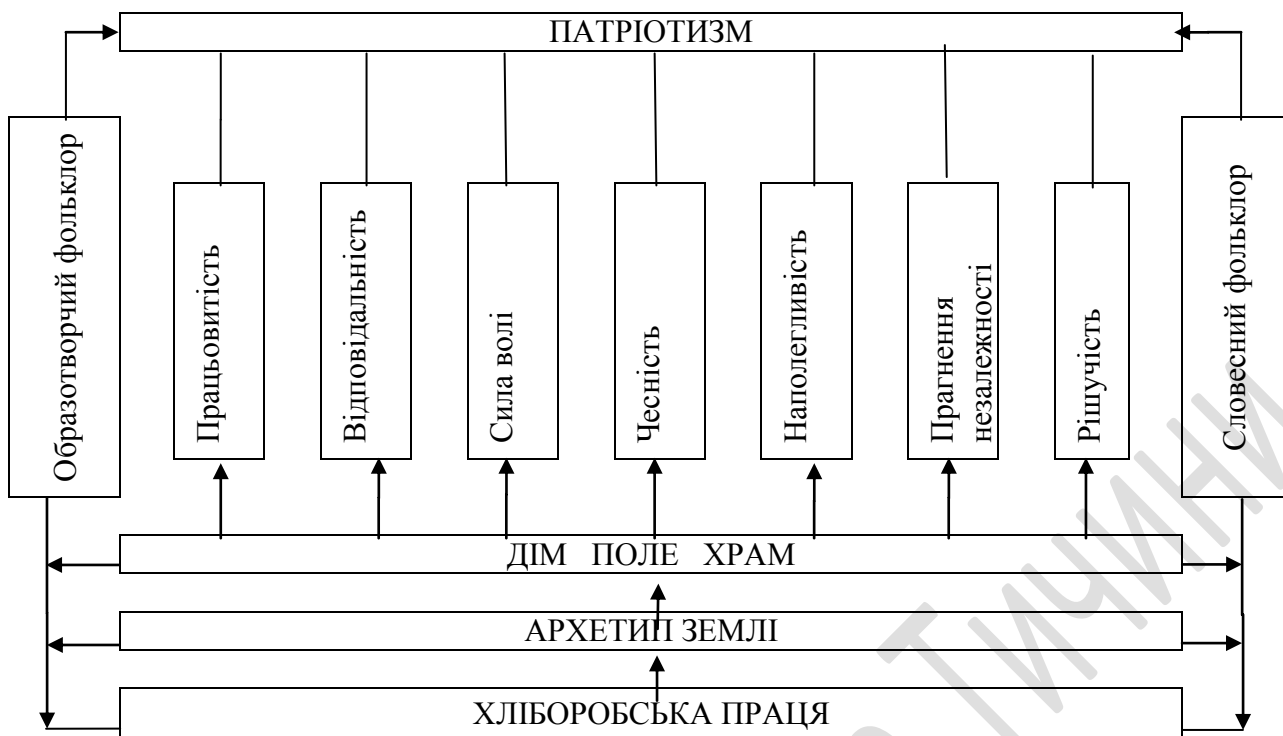 ПАТРІОТИЗМ
Образотворчий фольклор
Працьовитість
Відповідальність
Сила волі
Чесність
Наполегливість
Прагнення
незалежності
Рішучість
Словесний фольклор
ДІМ ПОЛЕ ХРАМ
АРХЕТИП ЗЕМЛІ
ХЛІБОРОБСЬКА ПРАЦЯ
ТИЧИНИ